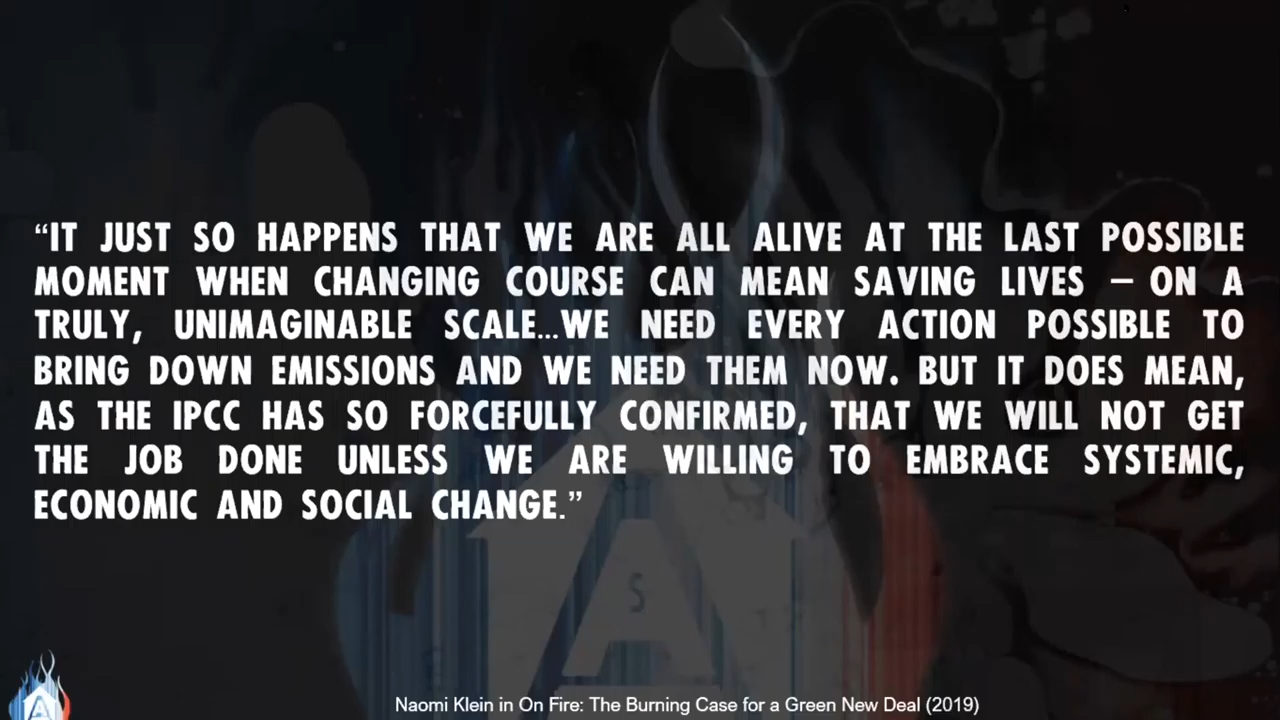 “IT JUST SO HAPPENS THAT WE ARE ALL ALIVE AT THE LAST POSSIBLE
MOMENT WHEN CHANGING COURSE CAN MEAN SAVING LIVES – ON A
TRULY, UNIMAGINABLE SCALE...WE NEED EVERY ACTION POSSIBLE TO
BRING DOWN EMISSIONS AND WE NEED THEM NOW. BUT IT DOES MEAN,
AS THE IPCC HAS SO FORCEFULLY CONFIRMED, THAT WE WILL NOT GET
THE JOB DONE UNLESS WE ARE WILLING TO EMBRACE SYSTEMIC,
ECONOMIC AND SOCIAL CHANGE.”
S
A
A
Naomi Klein in On Fire: The Burning Case for a Green New Deal (2019)